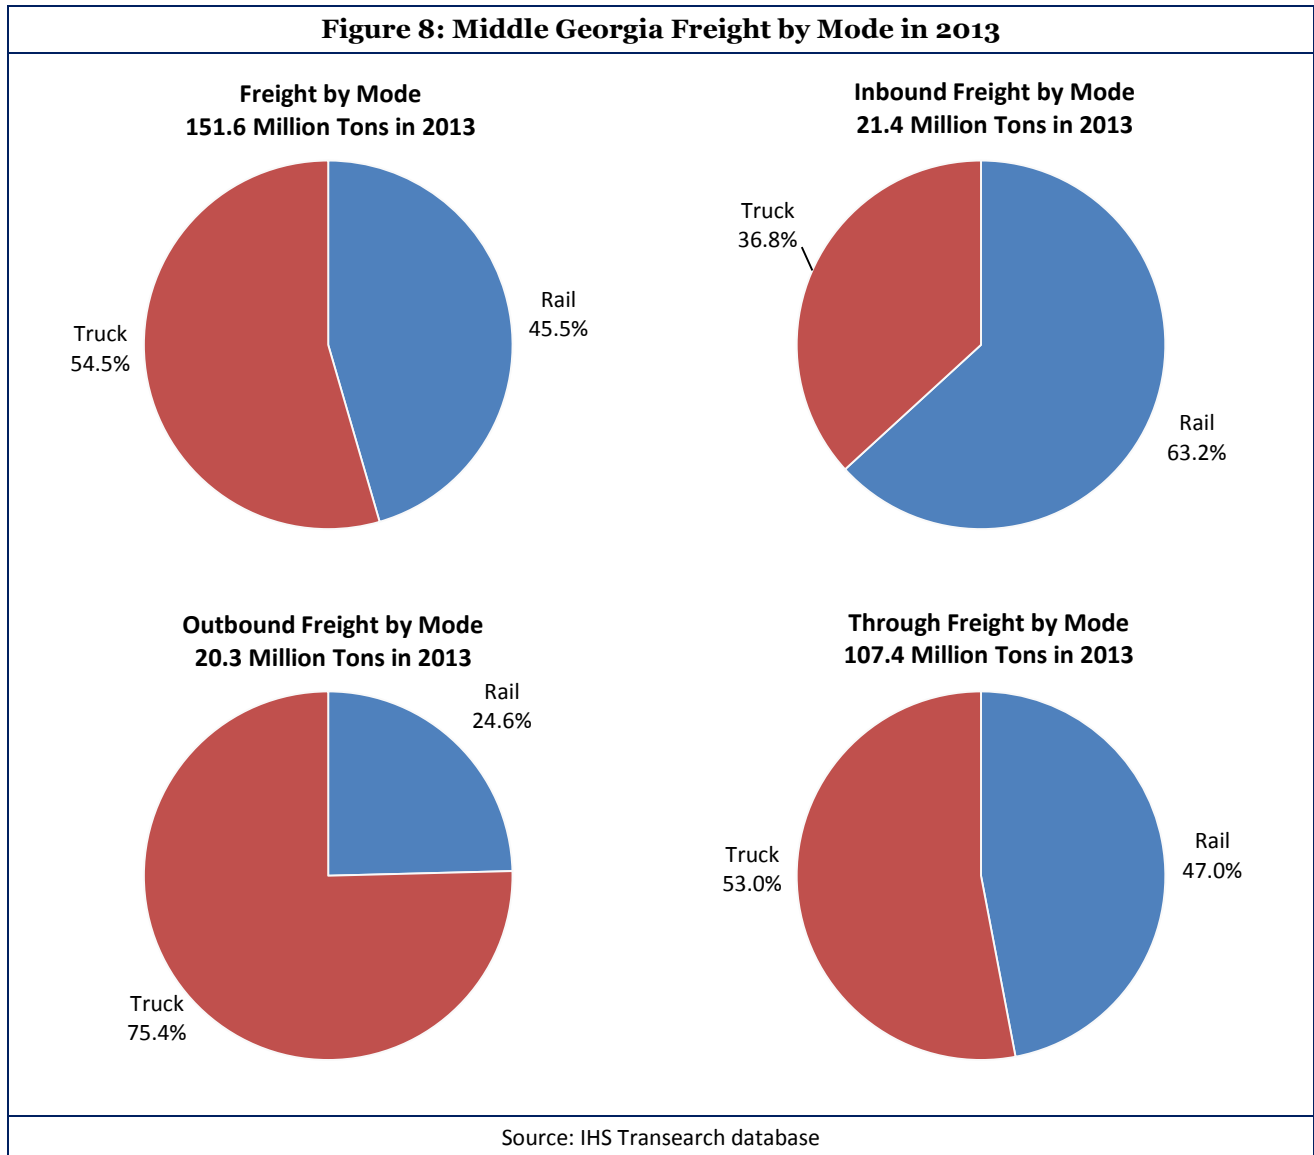 Figure 8: Middle Georgia Freight by Mode in 2013
Freight by Mode
151.6 Million Tons in 2013
Truck
54.5%
Rail
45.5%
Inbound Freight by Mode
21.4 Million Tons in 2013
Truck
36.8%
Rail
63.2%
Outbound Freight by Mode
20.3 Million Tons in 2013
Rail
24.6%
Truck
75.4%
Through Freight by Mode
107.4 Million Tons in 2013
Truck
53.0%
Rail
47.0%
Source: IHS Transearch database